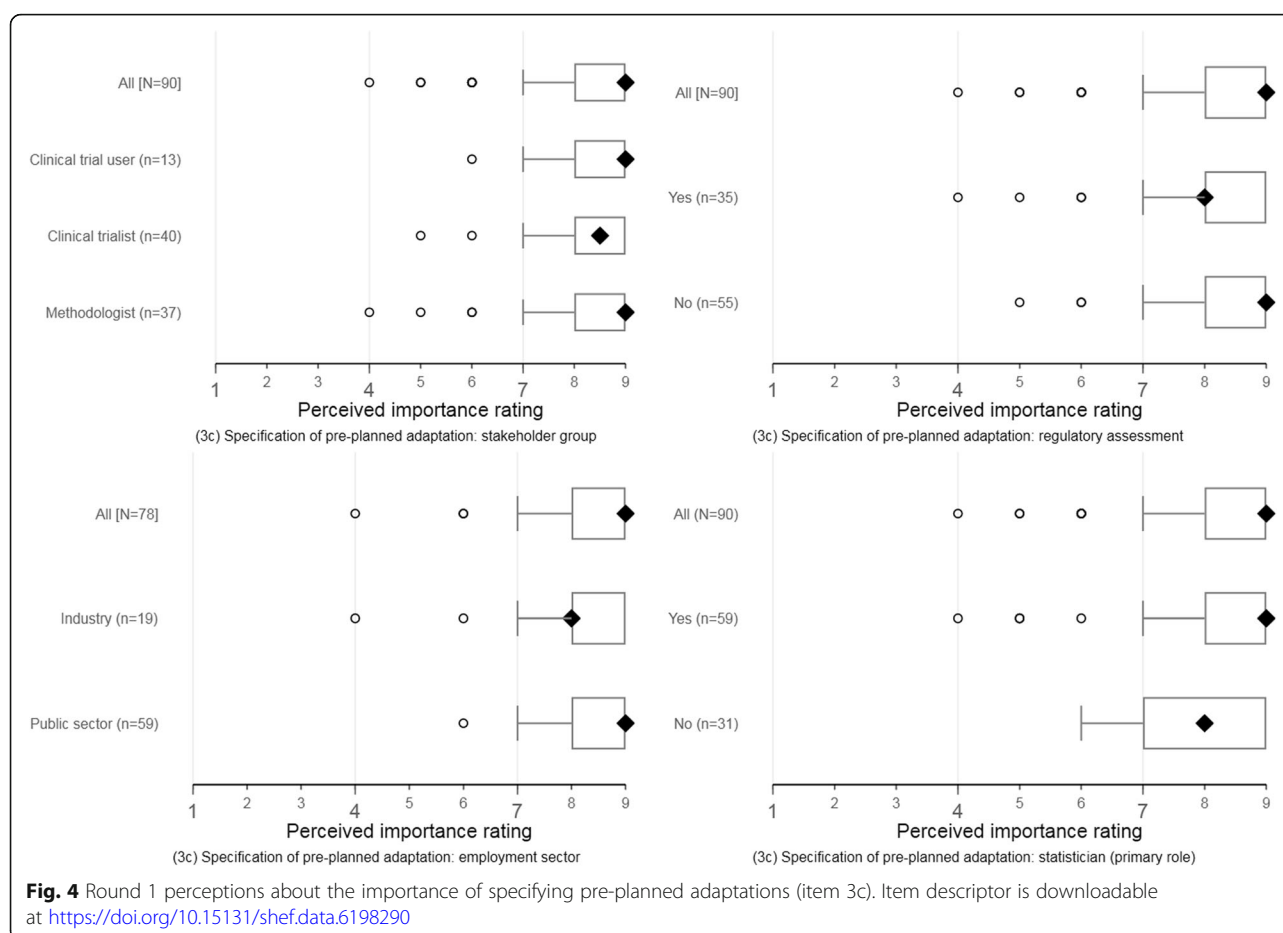 All [N=90]
Clinical trial user (n=13)
Clinical trialist (n=40)
Methodologist (n=37)
1 2 3 4 5 6 7 8 9
Perceived importance rating
(3c) Specification of pre-planned adaptation: stakeholder group
All [N=90]
Yes (n=35)
No (n=55)
1 2 3 4 5 6 7 8 9
Perceived importance rating
(3c) Specification of pre-planned adaptation: regulatory assessment
All [N=78]
Industry (n=19)
Public sector (n=59)
1 2 3 4 5 6 7 8 9
Perceived importance rating
(3c) Specification of pre-planned adaptation: employment sector
All (N=90)
Yes (n=59)
No (n=31)
1 2 3 4 5 6 7 8 9
Perceived importance rating
(3c) Specification of pre-planned adaptation: statistician (primary role)
Fig. 4 Round 1 perceptions about the importance of specifying pre-planned adaptations (item 3c). Item descriptor is downloadable
at https://doi.org/10.15131/shef.data.6198290